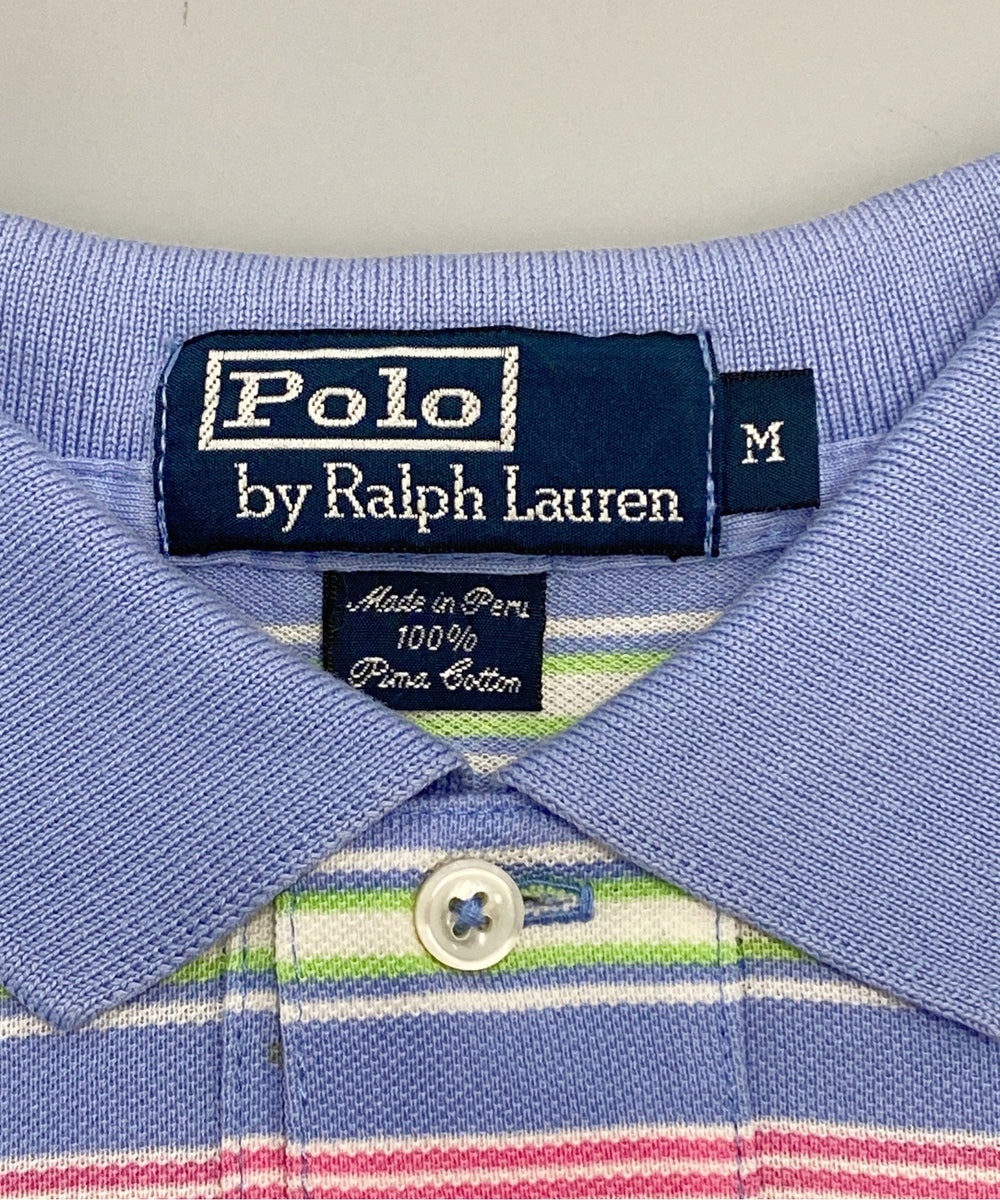 Polo
by Ralph Lauren
M
Made in Peru
100%
Pima Cotton